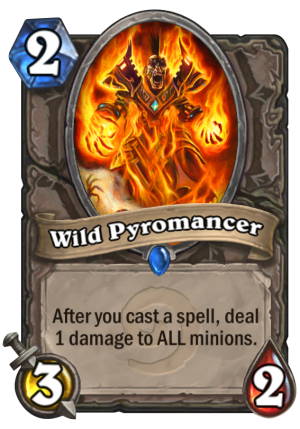 2
Wild Pyromancer
After you cast a spell, deal
1 damage to ALL minions.
3
2